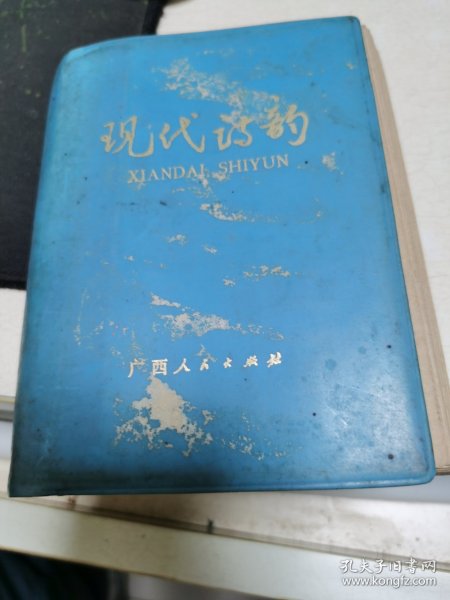 现代诗韵
XIANDAI SHIYUN
广西人民出版社
孔夫子旧书网
www.kongfz.com